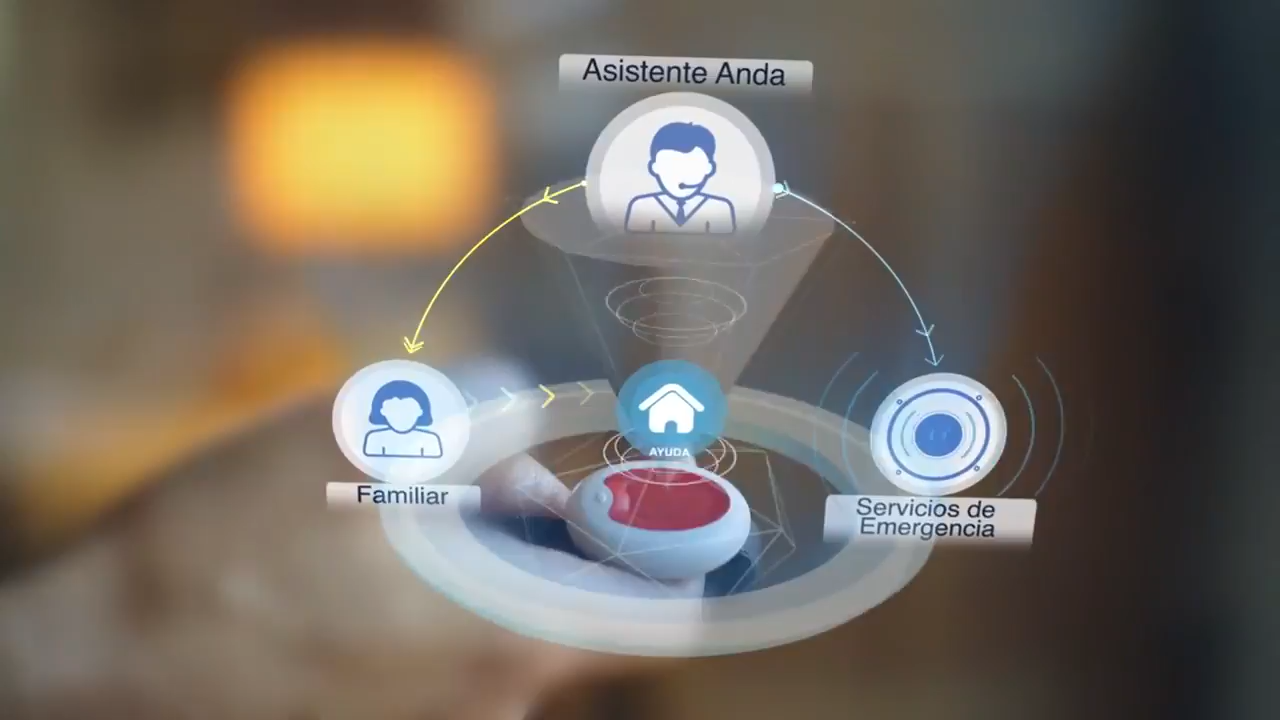 Asistente Anda
AYUDA
Familiar
Servicios de
Emergencia